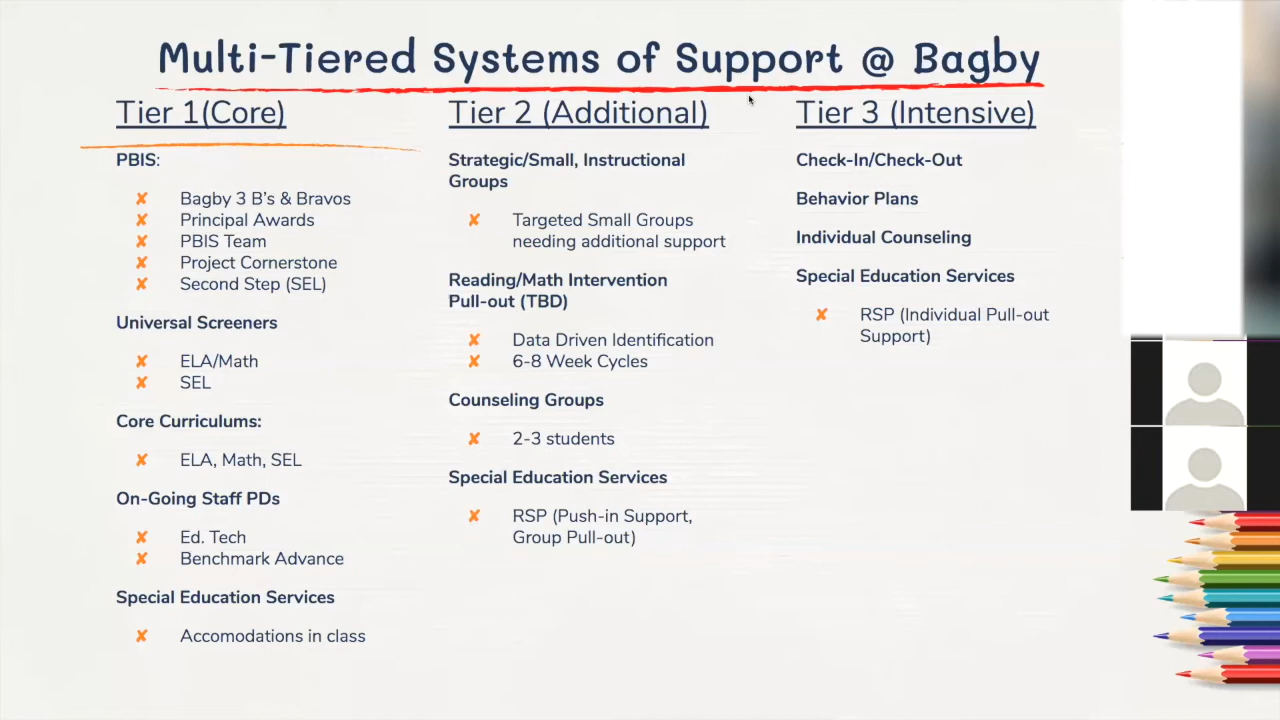 Multi-Tiered Systems of Support @ Bagby
Tier 1(Core)
PBIS:
✘ Bagby 3 B's & Bravos
✘ Principal Awards
✘ PBIS Team
✘ Project Cornerstone
✘ Second Step (SEL)
Universal Screeners
✘ ELA/Math
✘ SEL
Core Curriculums:
✘ ELA, Math, SEL
On-Going Staff PDs
✘ Ed. Tech
✘ Benchmark Advance
Special Education Services
✘ Accomodations in class
Tier 2 (Additional)
Strategic/Small, Instructional
Groups
✘ Targeted Small Groups
needing additional support
Reading/Math Intervention
Pull-out (TBD)
✘ Data Driven Identification
✘ 6-8 Week Cycles
Counseling Groups
✘ 2-3 students
Special Education Services
✘ RSP (Push-in Support,
Group Pull-out)
Tier 3 (Intensive)
Check-In/Check-Out
Behavior Plans
Individual Counseling
Special Education Services
✘ RSP (Individual Pull-out
Support)